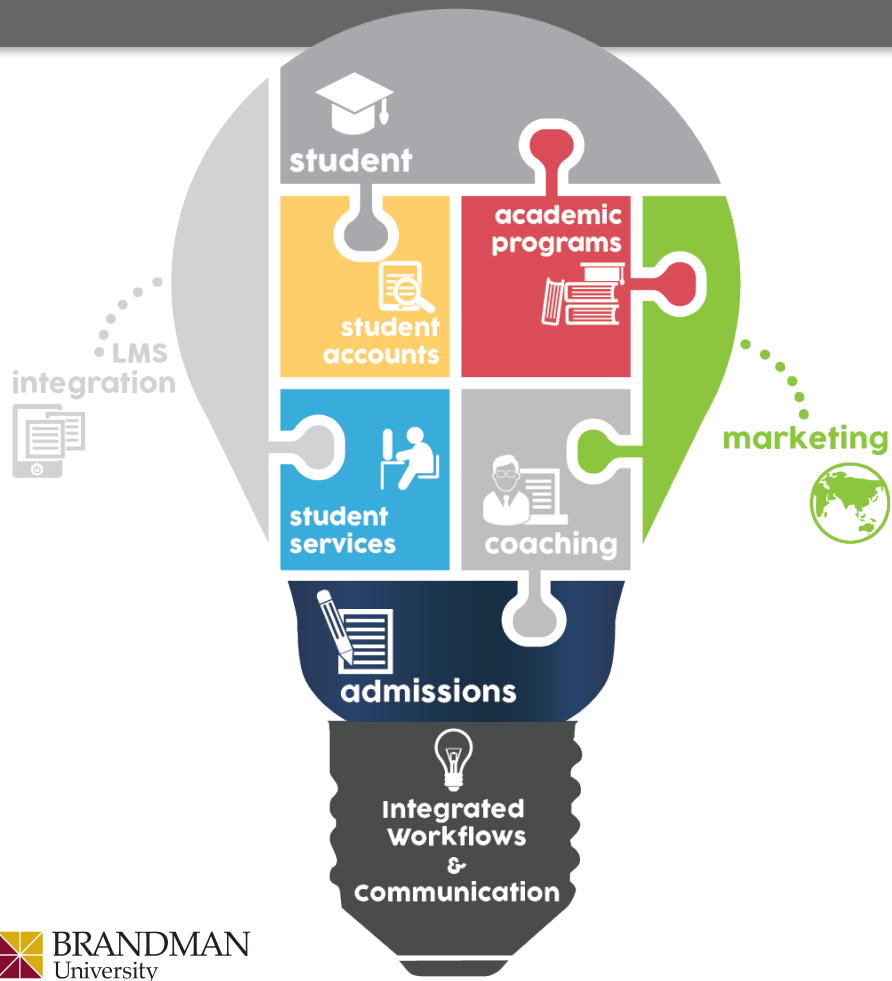 student
academic
programs
student
accounts
LMS
integration
marketing
student
services
coaching
admissions
Integrated
Workflows
&
Communication
BRANDMAN
University